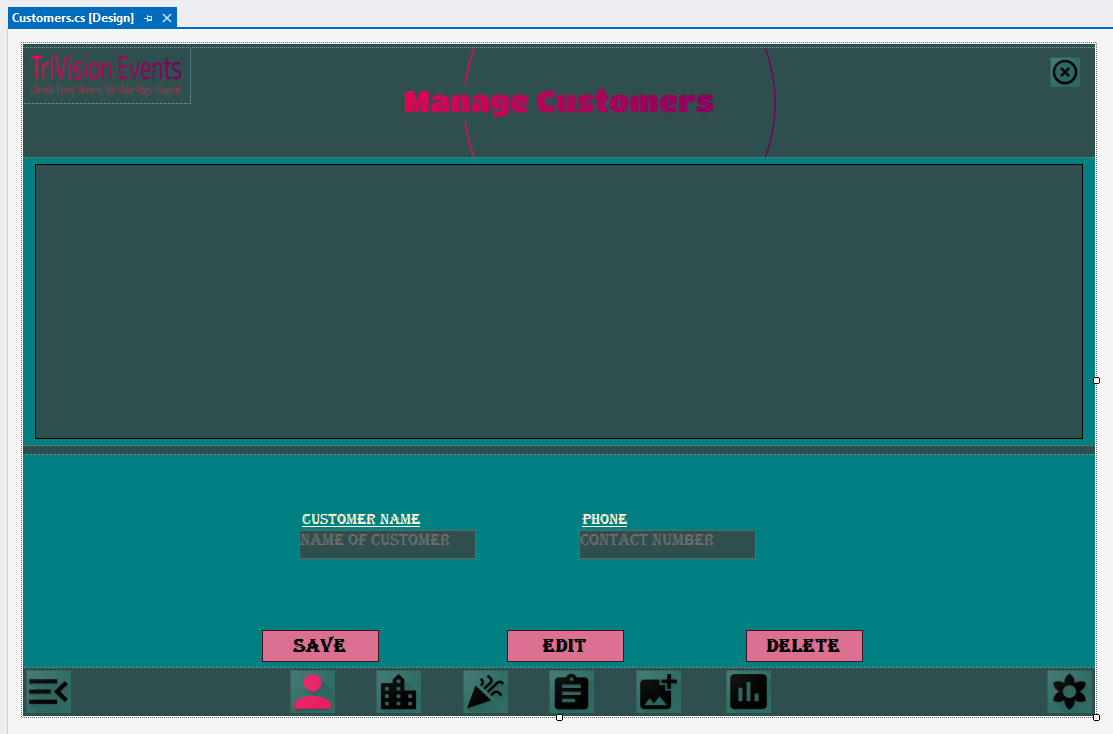 Customers.cs [Design]
TriVision Events
Cherish Every Moment, We Make Magic Happen!
Manage Customers
CUSTOMER NAME
PHONE
NAME OF CUSTOMER
CONTACT NUMBER
SAVE
EDIT
DELETE